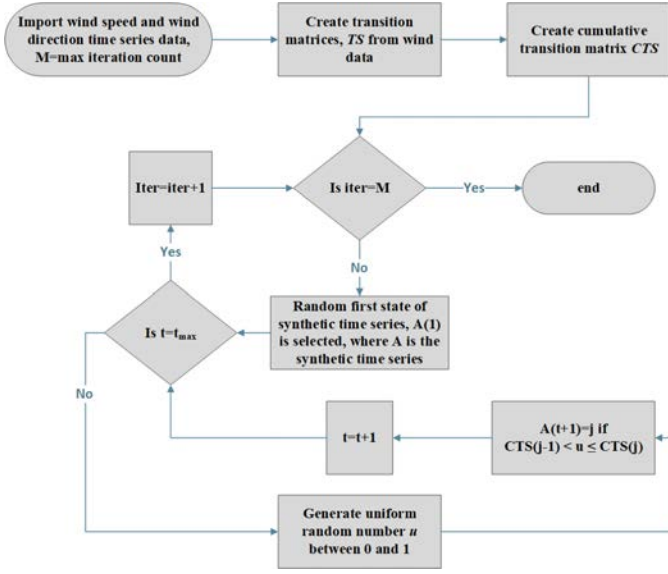 Import wind speed and wind
direction time series data,
M=max iteration count
Create transition
matrices, TS from wind
data
Create cumulative
transition matrix CTS
Iter=iter+1
Is iter=M
Yes
end
Yes
No
Is t=tmax
Random first state of
synthetic time series, A(1)
is selected, where A is the
synthetic time series
No
t=t+1
A(t+1)=j if
CTS(j-1) < u ≤ CTS(j)
Generate uniform
random number u
between 0 and 1